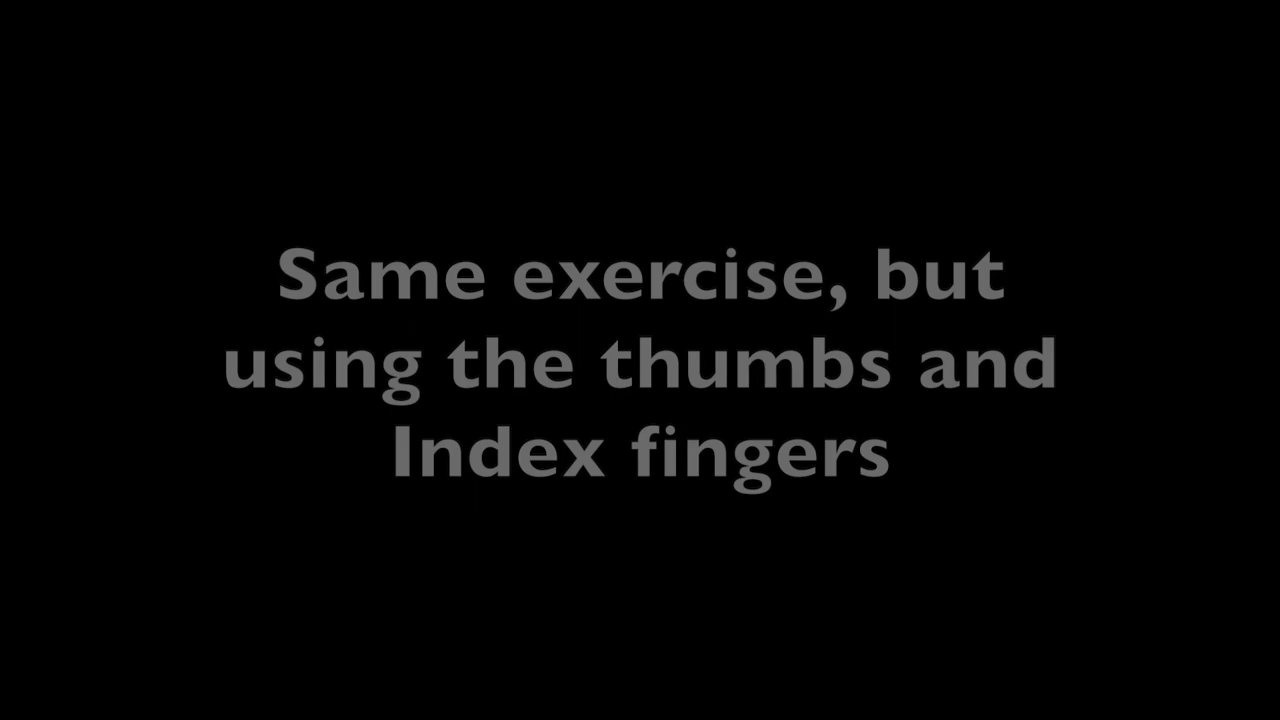 Same exercise, but
using the thumbs and
Index fingers